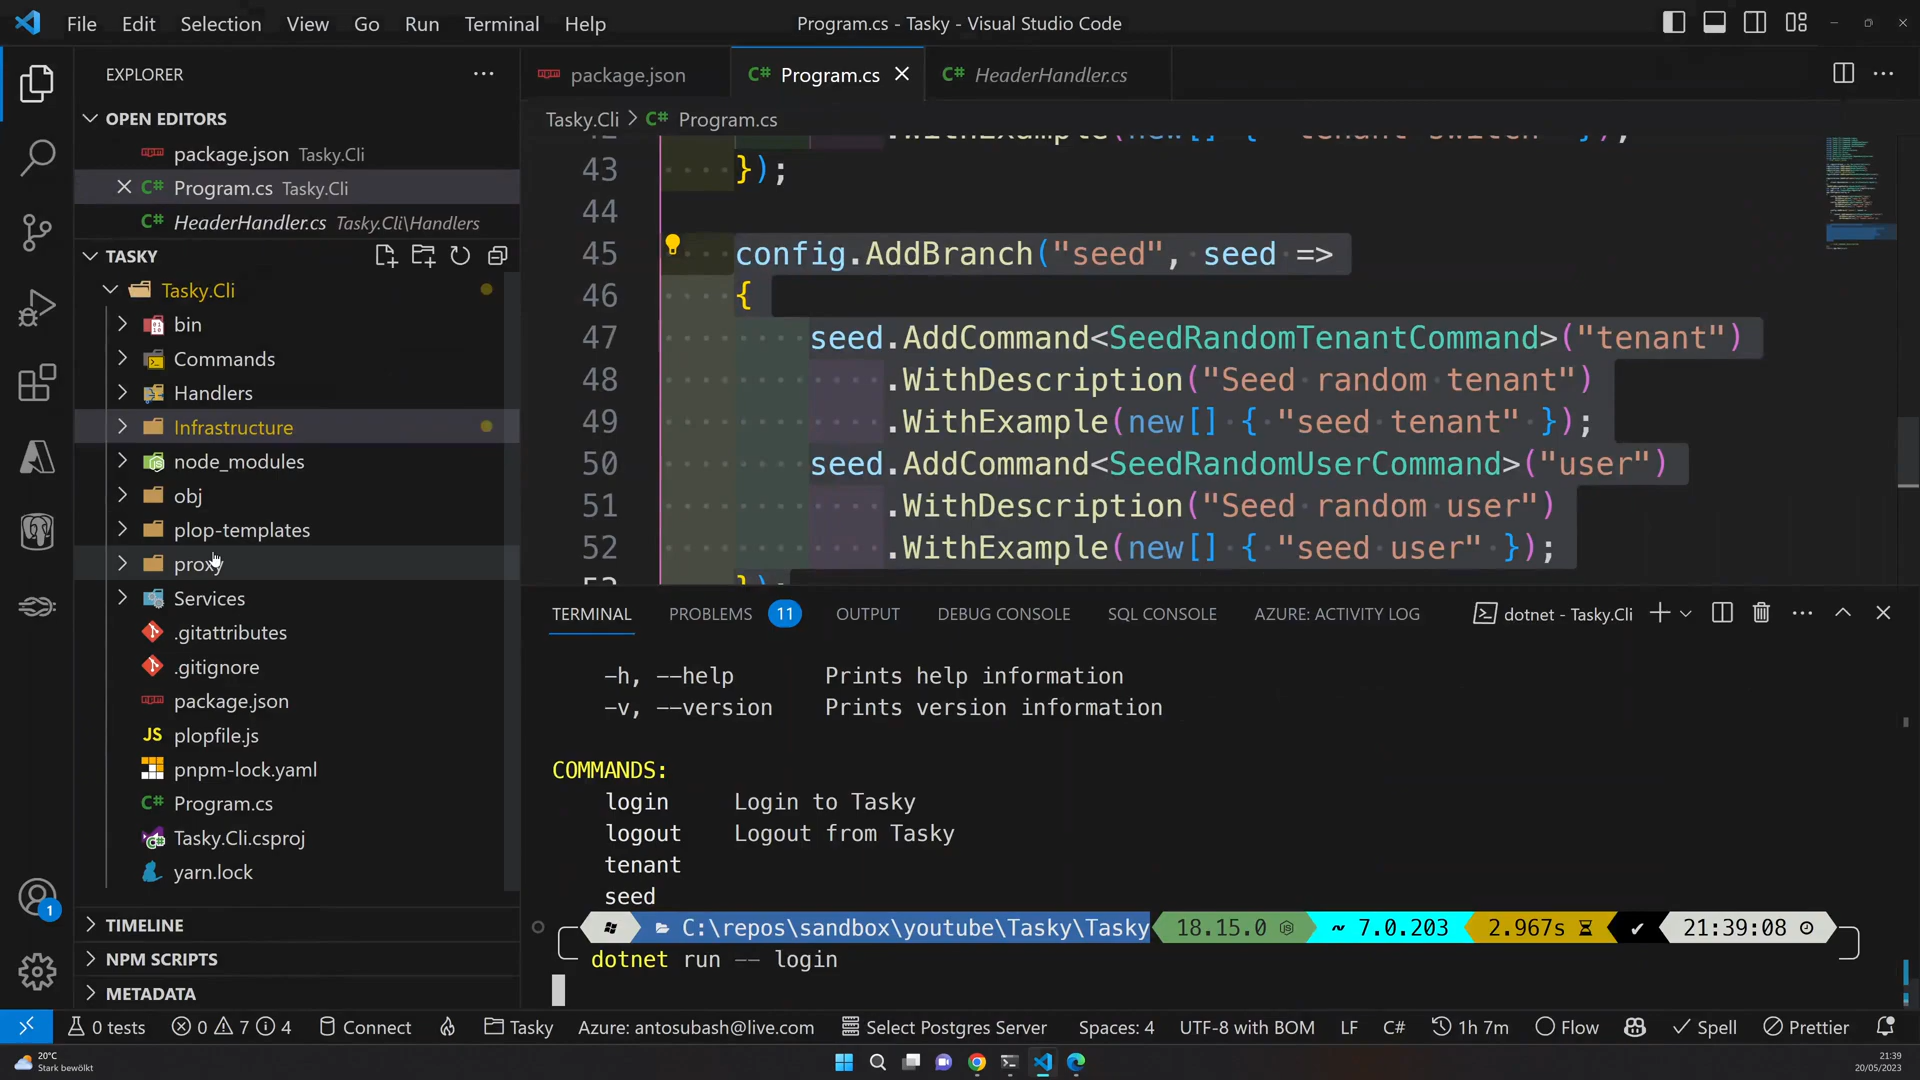 File Edit Selection View Go Run Terminal Help Program.cs - Tasky - Visual Studio Code
EXPLORER
OPEN EDITORS
package.json Tasky.Cli
Program.cs Tasky.Cli
HeaderHandler.cs Tasky.Cli\Handlers
TASKY
Tasky.Cli
bin
Commands
Handlers
Infrastructure
node_modules
obj
plop-templates
proxy
Services
.gitattributes
.gitignore
package.json
plopfile.js
pnpm-lock.yaml
Program.cs
Tasky.Cli.csproj
yarn.lock
TIMELINE
NPM SCRIPTS
METADATA
package.json Program.cs HeaderHandler.cs
Tasky.Cli > Program.cs
42 .WithExample(new[] { "tenant switch" });
43 });
44
45 config.AddBranch("seed", seed =>
46 {
47 seed.AddCommand<SeedRandomTenantCommand>("tenant")
48 .WithDescription("Seed random tenant")
49 .WithExample(new[] { "seed tenant" });
50 seed.AddCommand<SeedRandomUserCommand>("user")
51 .WithDescription("Seed random user")
52 .WithExample(new[] { "seed user" });
53 });
TERMINAL PROBLEMS 11 OUTPUT DEBUG CONSOLE SQL CONSOLE AZURE: ACTIVITY LOG dotnet - Tasky.Cli
-h, --help Prints help information
-v, --version Prints version information
COMMANDS:
login Login to Tasky
logout Logout from Tasky
tenant
seed
C:\repos\sandbox\youtube\Tasky\Tasky 18.15.0 7.0.203 2.967s 21:39:08
dotnet run -- login
1
0 tests 0 7 4 Connect Tasky Azure: antosubash@live.com Select Postgres Server Spaces: 4 UTF-8 with BOM LF C# 1h 7m Flow Spell Prettier
20°C
Stark bewölkt
21:39
20/05/2023